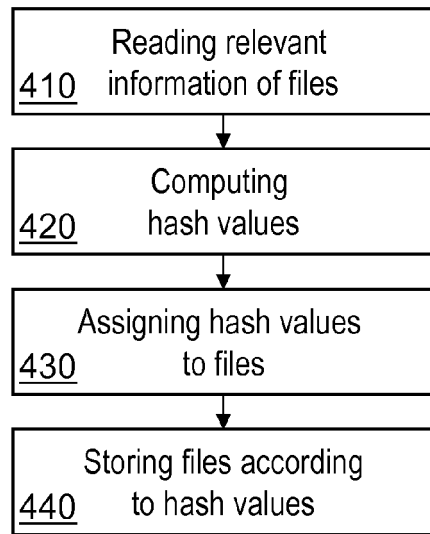 Reading relevant
information of files
410
Computing
hash values
420
Assigning hash values
to files
430
Storing files according
to hash values
440